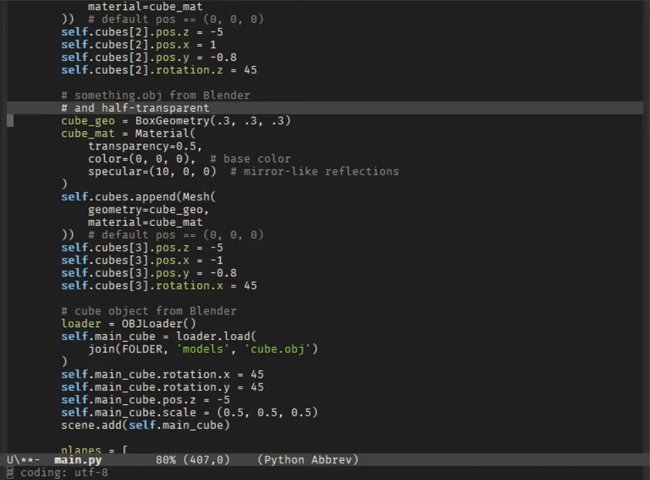 material=cube_mat
))  # default pos == (0, 0, 0)
self.cubes[2].pos.z = -5
self.cubes[2].pos.x = 1
self.cubes[2].pos.y = -0.8
self.cubes[2].rotation.z = 45
# something.obj from Blender
# and half-transparent
cube_geo = BoxGeometry(.3, .3, .3)
cube_mat = Material(
transparency=0.5,
color=(0, 0, 0),  # base color
specular=(10, 0, 0)  # mirror-like reflections
)
self.cubes.append(Mesh(
geometry=cube_geo,
material=cube_mat
))  # default pos == (0, 0, 0)
self.cubes[3].pos.z = -5
self.cubes[3].pos.x = -1
self.cubes[3].pos.y = -0.8
self.cubes[3].rotation.x = 45
# cube object from Blender
loader = OBJLoader()
self.main_cube = loader.load(
join(FOLDER, 'models', 'cube.obj')
)
self.main_cube.rotation.x = 45
self.main_cube.rotation.y = 45
self.main_cube.pos.z = -5
self.main_cube.scale = (0.5, 0.5, 0.5)
scene.add(self.main_cube)
planes = [
U\**-  main.py  80% (407,0)  (Python Abbrev)
# coding: utf-8